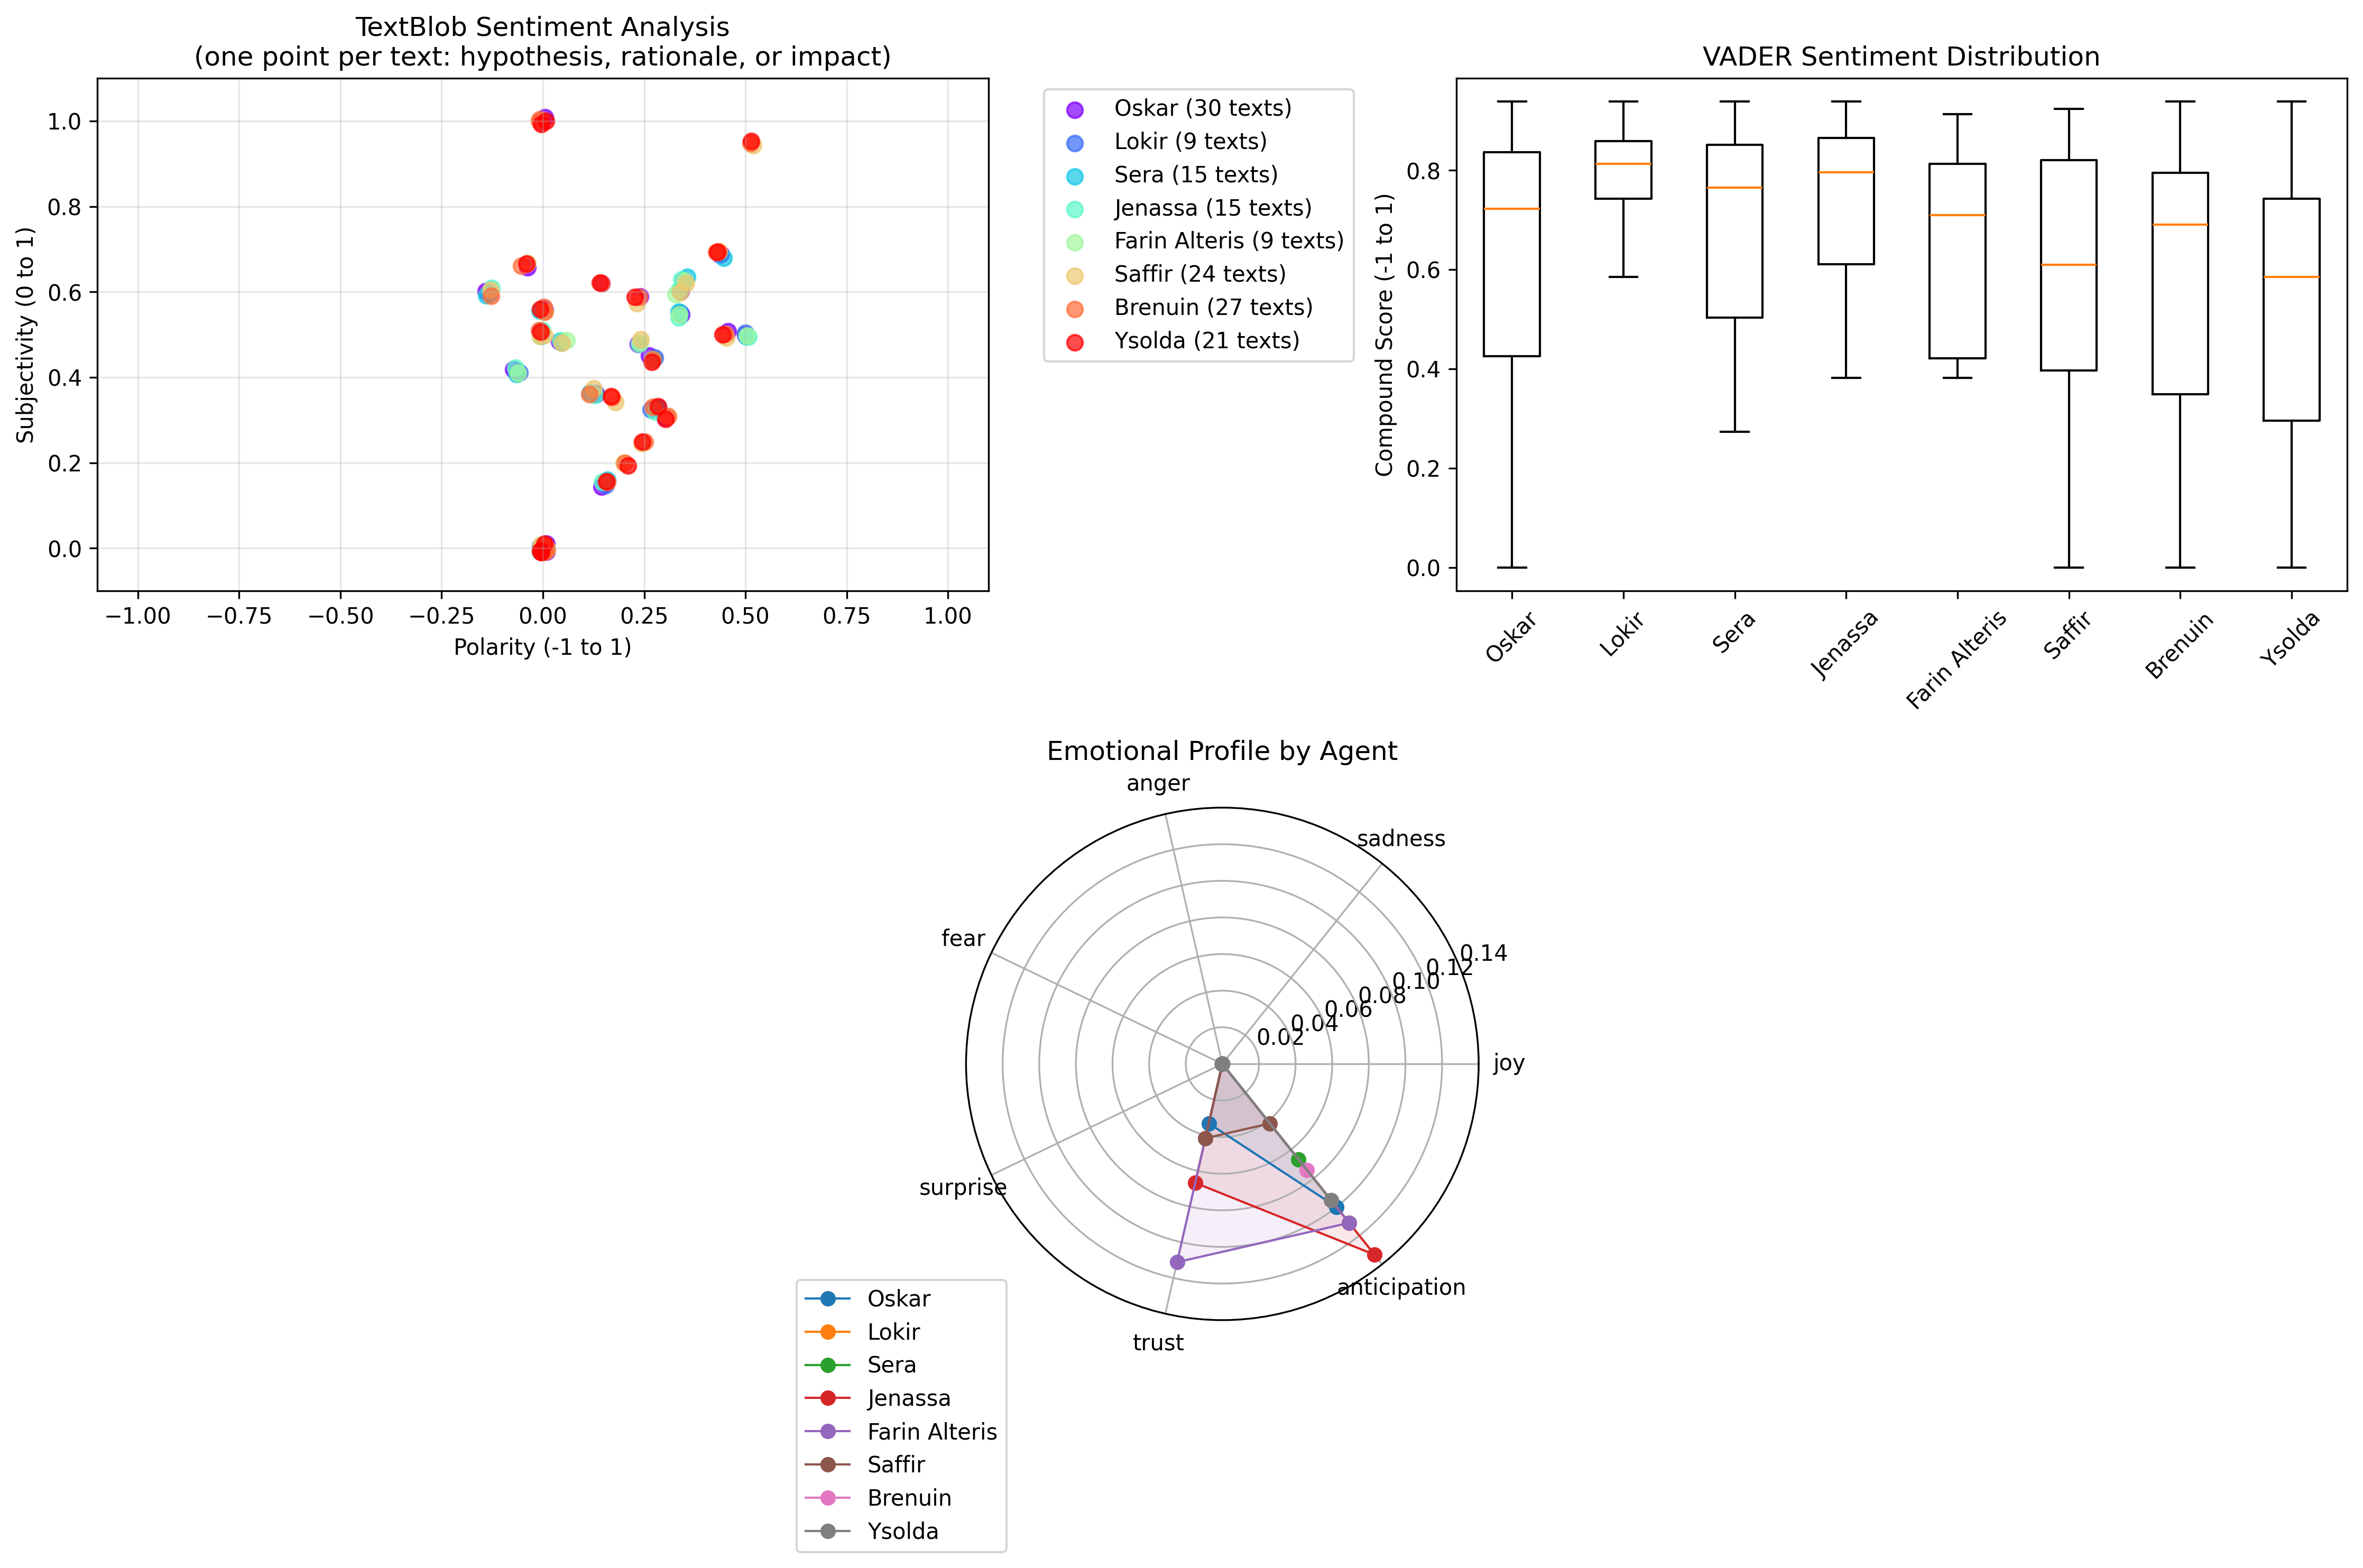 TextBlob Sentiment Analysis
(one point per text: hypothesis, rationale, or impact)
1.0
0.8
0.6
0.4
0.2
0.0
Subjectivity (0 to 1)
−1.00
−0.75
−0.50
−0.25
0.00
0.25
0.50
0.75
1.00
Polarity (-1 to 1)
Oskar (30 texts)
Lokir (9 texts)
Sera (15 texts)
Jenassa (15 texts)
Farin Alteris (9 texts)
Saffir (24 texts)
Brenuin (27 texts)
Ysolda (21 texts)
VADER Sentiment Distribution
0.8
0.6
0.4
0.2
0.0
Compound Score (-1 to 1)
Oskar
Lokir
Sera
Jenassa
Farin Alteris
Saffir
Brenuin
Ysolda
Emotional Profile by Agent
anger
sadness
fear
joy
surprise
trust
anticipation
0.14
0.12
0.10
0.08
0.06
0.04
0.02
Oskar
Lokir
Sera
Jenassa
Farin Alteris
Saffir
Brenuin
Ysolda